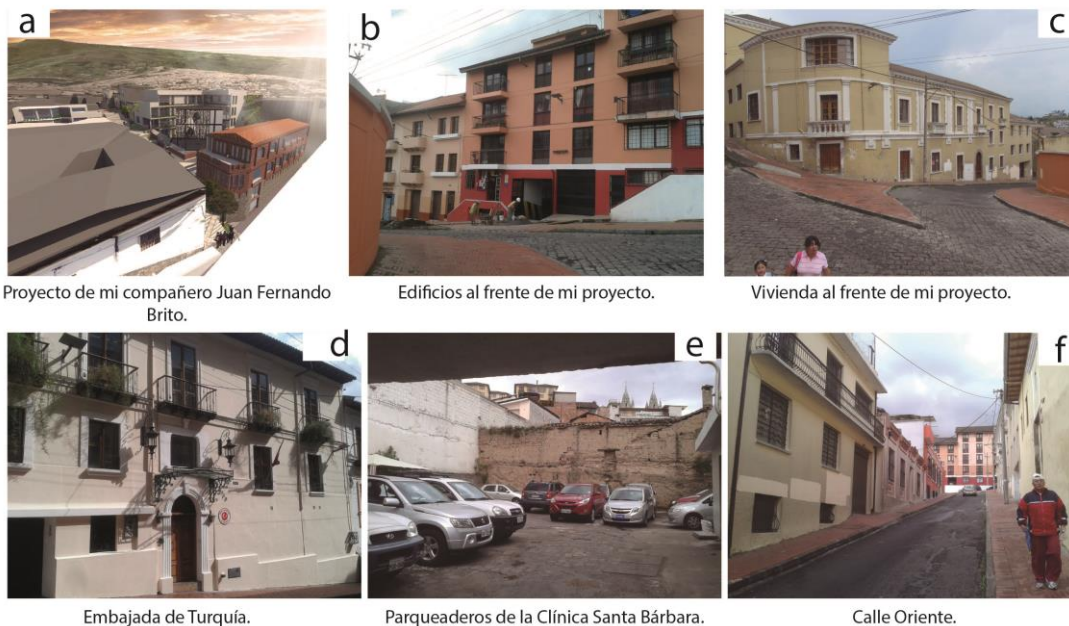 a
b
c
Proyecto de mi compañero Juan Fernando
Brito.
Edificios al frente de mi proyecto.
Vivienda al frente de mi proyecto.
d
e
f
Embajada de Turquía.
Parqueaderos de la Clínica Santa Bárbara.
Calle Oriente.